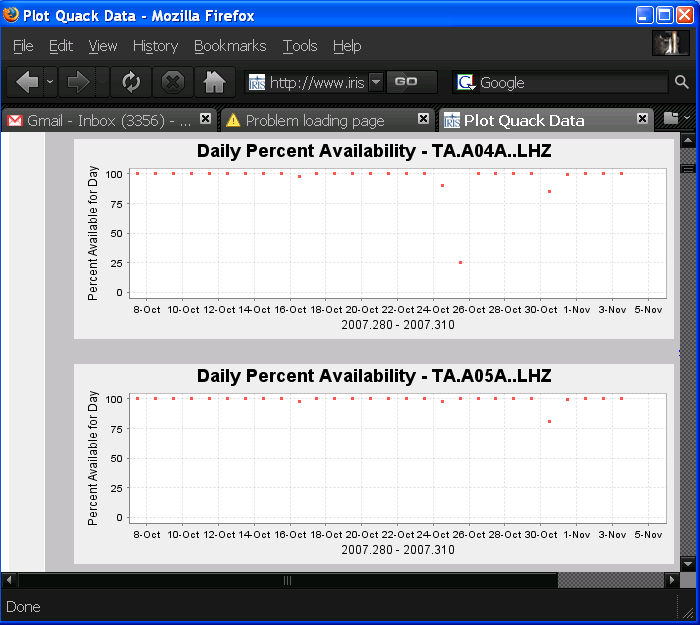 Plot Quack Data - Mozilla Firefox
File Edit View History Bookmarks Tools Help
http://www.iris GO Google
Gmail - Inbox (3356) - ... Problem loading page Plot Quack Data
Daily Percent Availability - TA.A04A..LHZ
Percent Available for Day
100
75
50
25
0
8-Oct 10-Oct 12-Oct 14-Oct 16-Oct 18-Oct 20-Oct 22-Oct 24-Oct 26-Oct 28-Oct 30-Oct 1-Nov 3-Nov 5-Nov
2007.280 - 2007.310
Daily Percent Availability - TA.A05A..LHZ
Percent Available for Day
100
75
50
25
0
8-Oct 10-Oct 12-Oct 14-Oct 16-Oct 18-Oct 20-Oct 22-Oct 24-Oct 26-Oct 28-Oct 30-Oct 1-Nov 3-Nov 5-Nov
2007.280 - 2007.310
Done